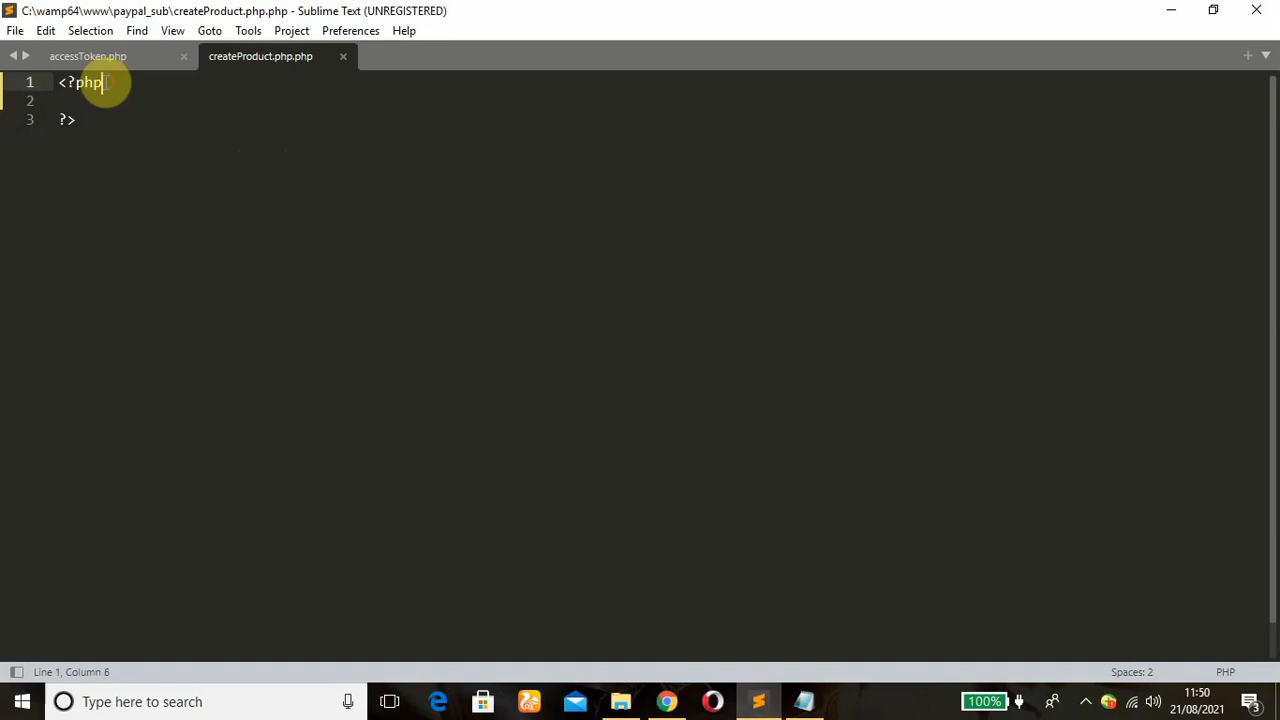 C:\wamp64\www\paypal_sub\createProduct.php.php - Sublime Text (UNREGISTERED)
File Edit Selection Find View Goto Tools Project Preferences Help
accessToken.php createProduct.php.php
1 <?php
2
3 ?>
Line 1, Column 6 Spaces: 2 PHP
Type here to search 100% 11:50
21/08/2021 3